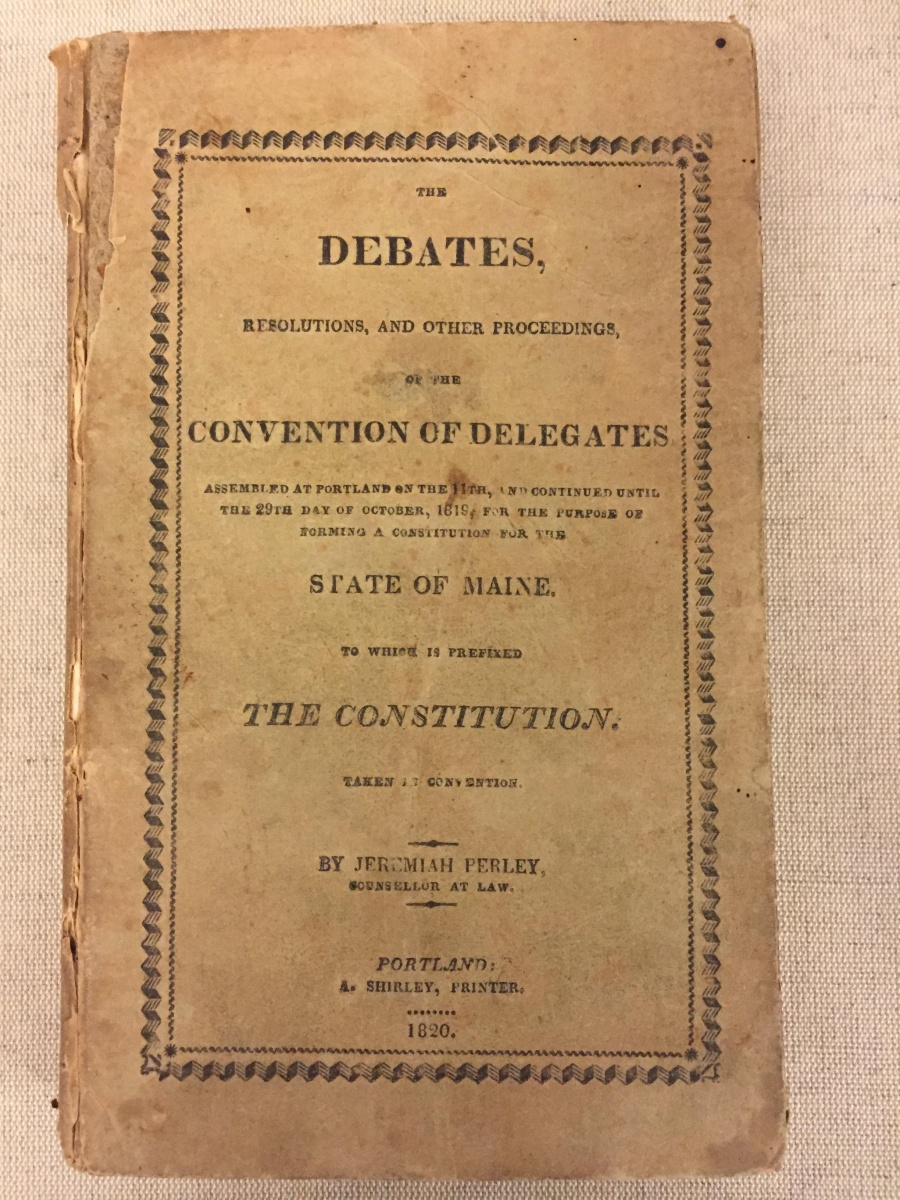 THE
DEBATES,
RESOLUTIONS, AND OTHER PROCEEDINGS,
OF THE
CONVENTION OF DELEGATES
ASSEMBLED AT PORTLAND ON THE 11TH, AND CONTINUED UNTIL
THE 29TH DAY OF OCTOBER, 1819, FOR THE PURPOSE OF
FORMING A CONSTITUTION FOR THE
STATE OF MAINE.
TO WHICH IS PREFIXED
THE CONSTITUTION.
TAKEN IN CONVENTION.
BY JEREMIAH PERLEY,
COUNSELLOR AT LAW.
PORTLAND:
A. SHIRLEY, PRINTER.
1820.